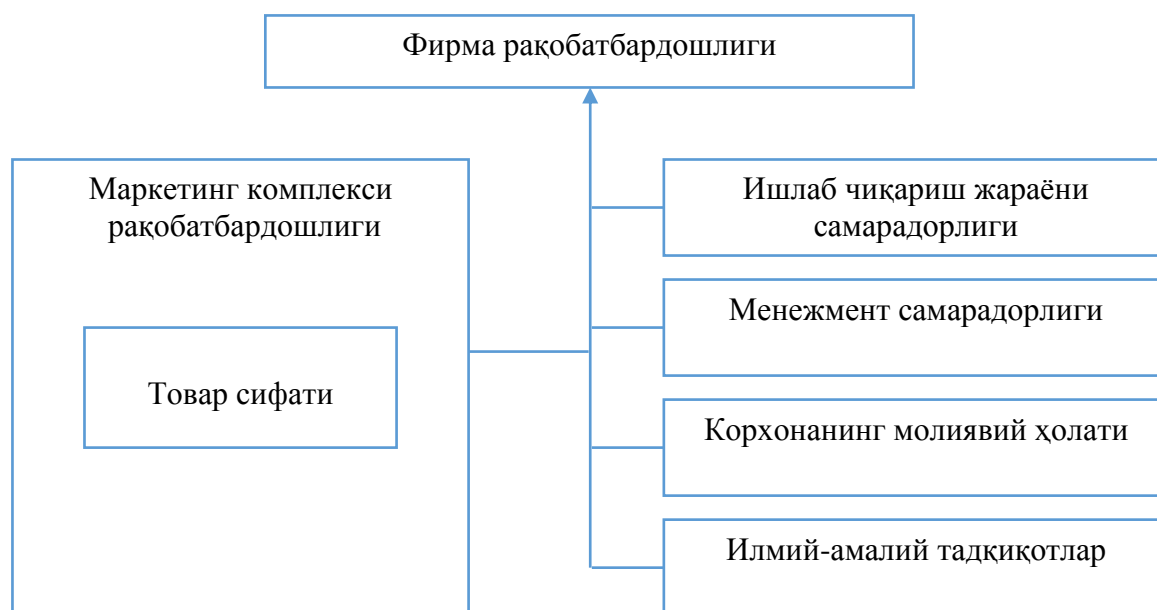 Фирма рақобатбардошлиги
Маркетинг комплекси
рақобатбардошлиги
Товар сифати
Ишлаб чиқариш жараёни
самарадорлиги
Менежмент самарадорлиги
Корхонанинг молиявий ҳолати
Илмий-амалий тадқиқотлар